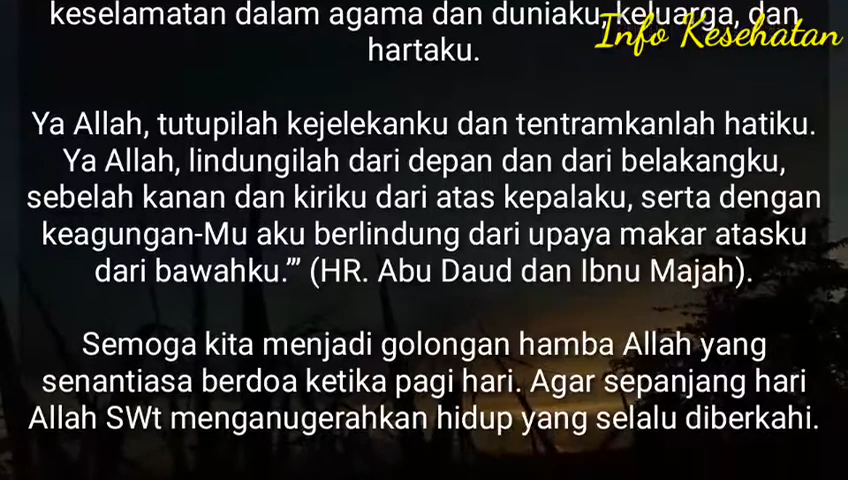 keselamatan dalam agama dan duniaku, keluarga, dan
hartaku.
Info Kesehatan
Ya Allah, tutupilah kejelekanku dan tentramkanlah hatiku.
Ya Allah, lindungilah dari depan dan dari belakangku,
sebelah kanan dan kiriku dari atas kepalaku, serta dengan
keagungan-Mu aku berlindung dari upaya makar atasku
dari bawahku.’” (HR. Abu Daud dan Ibnu Majah).
Semoga kita menjadi golongan hamba Allah yang
senantiasa berdoa ketika pagi hari. Agar sepanjang hari
Allah SWt menganugerahkan hidup yang selalu diberkahi.